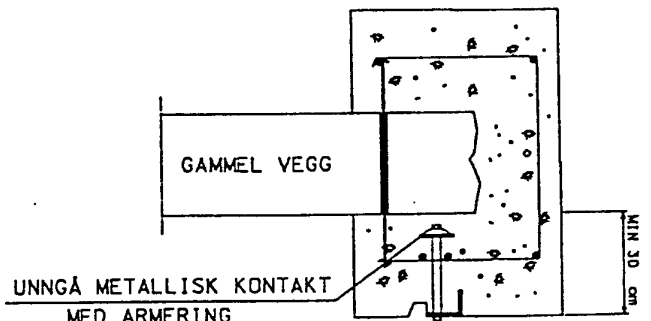 GAMMEL VEGG
MIN 30 cm
UNNGÅ METALLISK KONTAKT
MED ARMERING